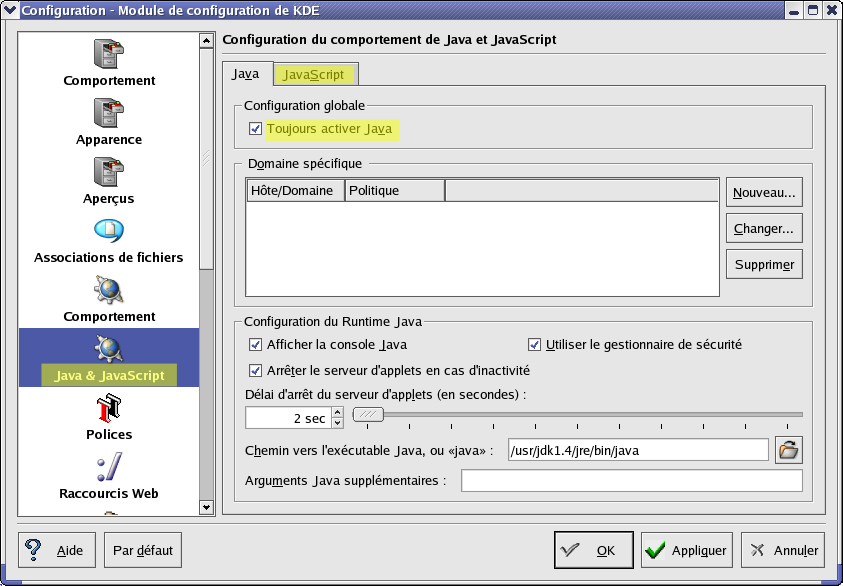 Configuration - Module de configuration de KDE
Comportement
Apparence
Aperçus
Associations de fichiers
Comportement
Java & JavaScript
Polices
Raccourcis Web
Configuration du comportement de Java et JavaScript
Java
JavaScript
Configuration globale
Toujours activer Java
Domaine spécifique
Hôte/Domaine
Politique
Nouveau...
Changer...
Supprimer
Configuration du Runtime Java
Afficher la console Java
Utiliser le gestionnaire de sécurité
Arrêter le serveur d'applets en cas d'inactivité
Délai d'arrêt du serveur d'applets (en secondes) :
2 sec
Chemin vers l'exécutable Java, ou «java» :
/usr/jdk1.4/jre/bin/java
Arguments Java supplémentaires :
Aide
Par défaut
OK
Appliquer
Annuler